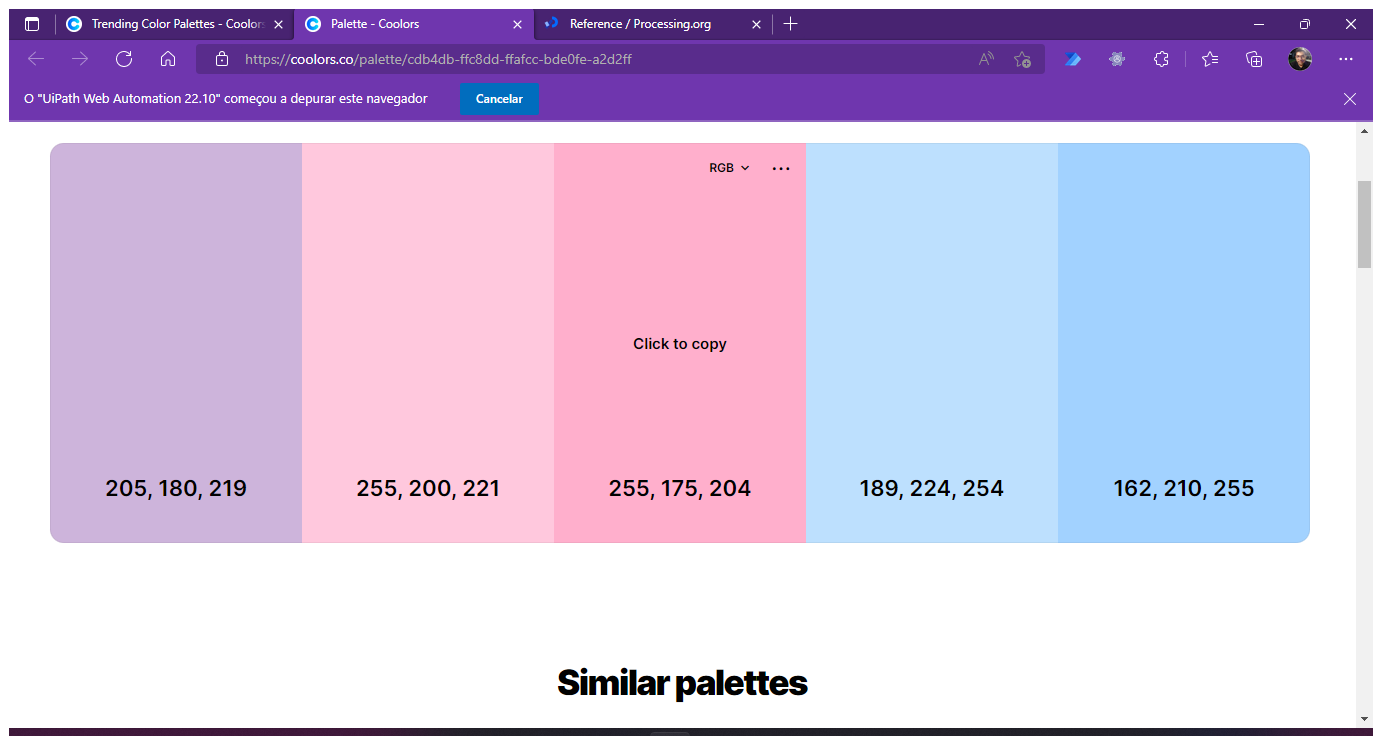 Trending Color Palettes - Coolors
Palette - Coolors
Reference / Processing.org
https://coolors.co/palette/cdb4db-ffc8dd-ffafcc-bde0fe-a2d2ff
O "UiPath Web Automation 22.10" começou a depurar este navegador
Cancelar
RGB
Click to copy
205, 180, 219
255, 200, 221
255, 175, 204
189, 224, 254
162, 210, 255
Similar palettes